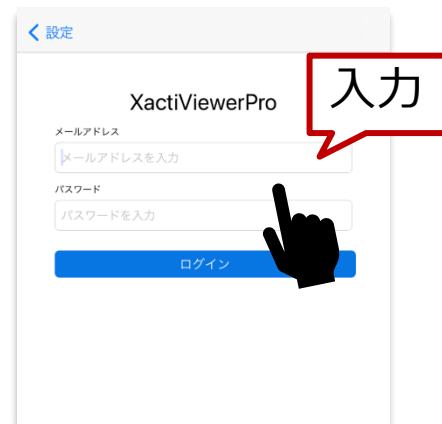 設定
入力
XactiViewerPro
メールアドレス
メールアドレスを入力
パスワード
パスワードを入力
ログイン